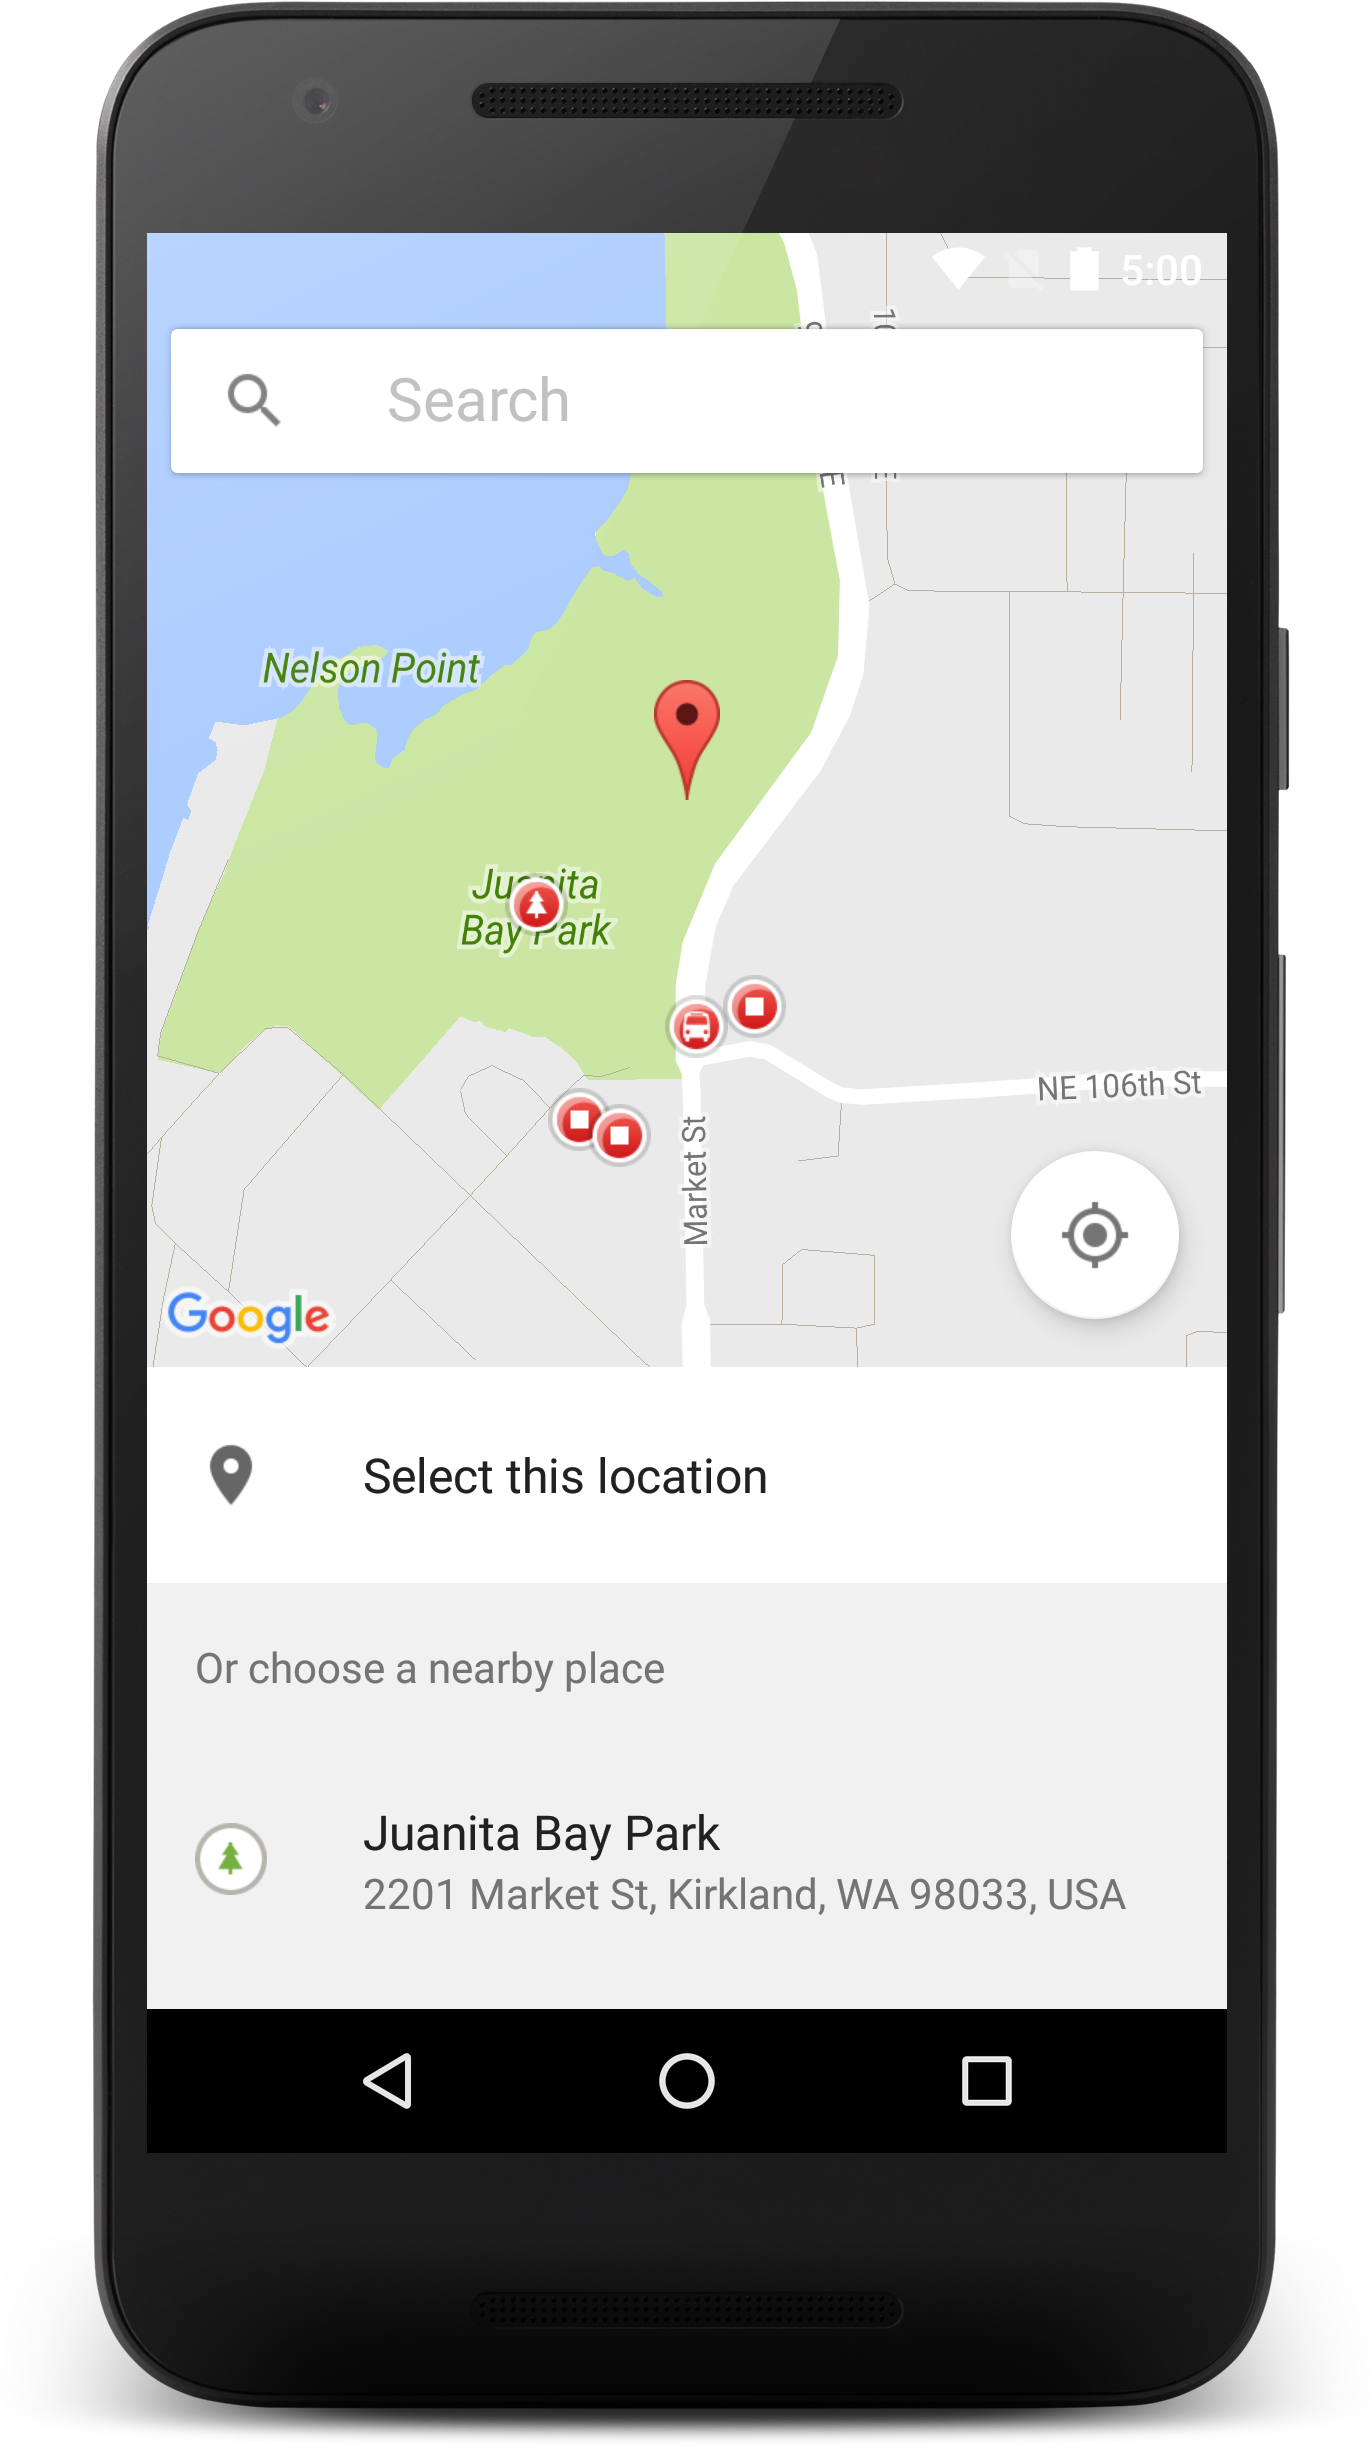 5:00
Search
Nelson Point
Juanita
Bay Park
NE 106th St
Market St
Google
Select this location
Or choose a nearby place
Juanita Bay Park
2201 Market St, Kirkland, WA 98033, USA